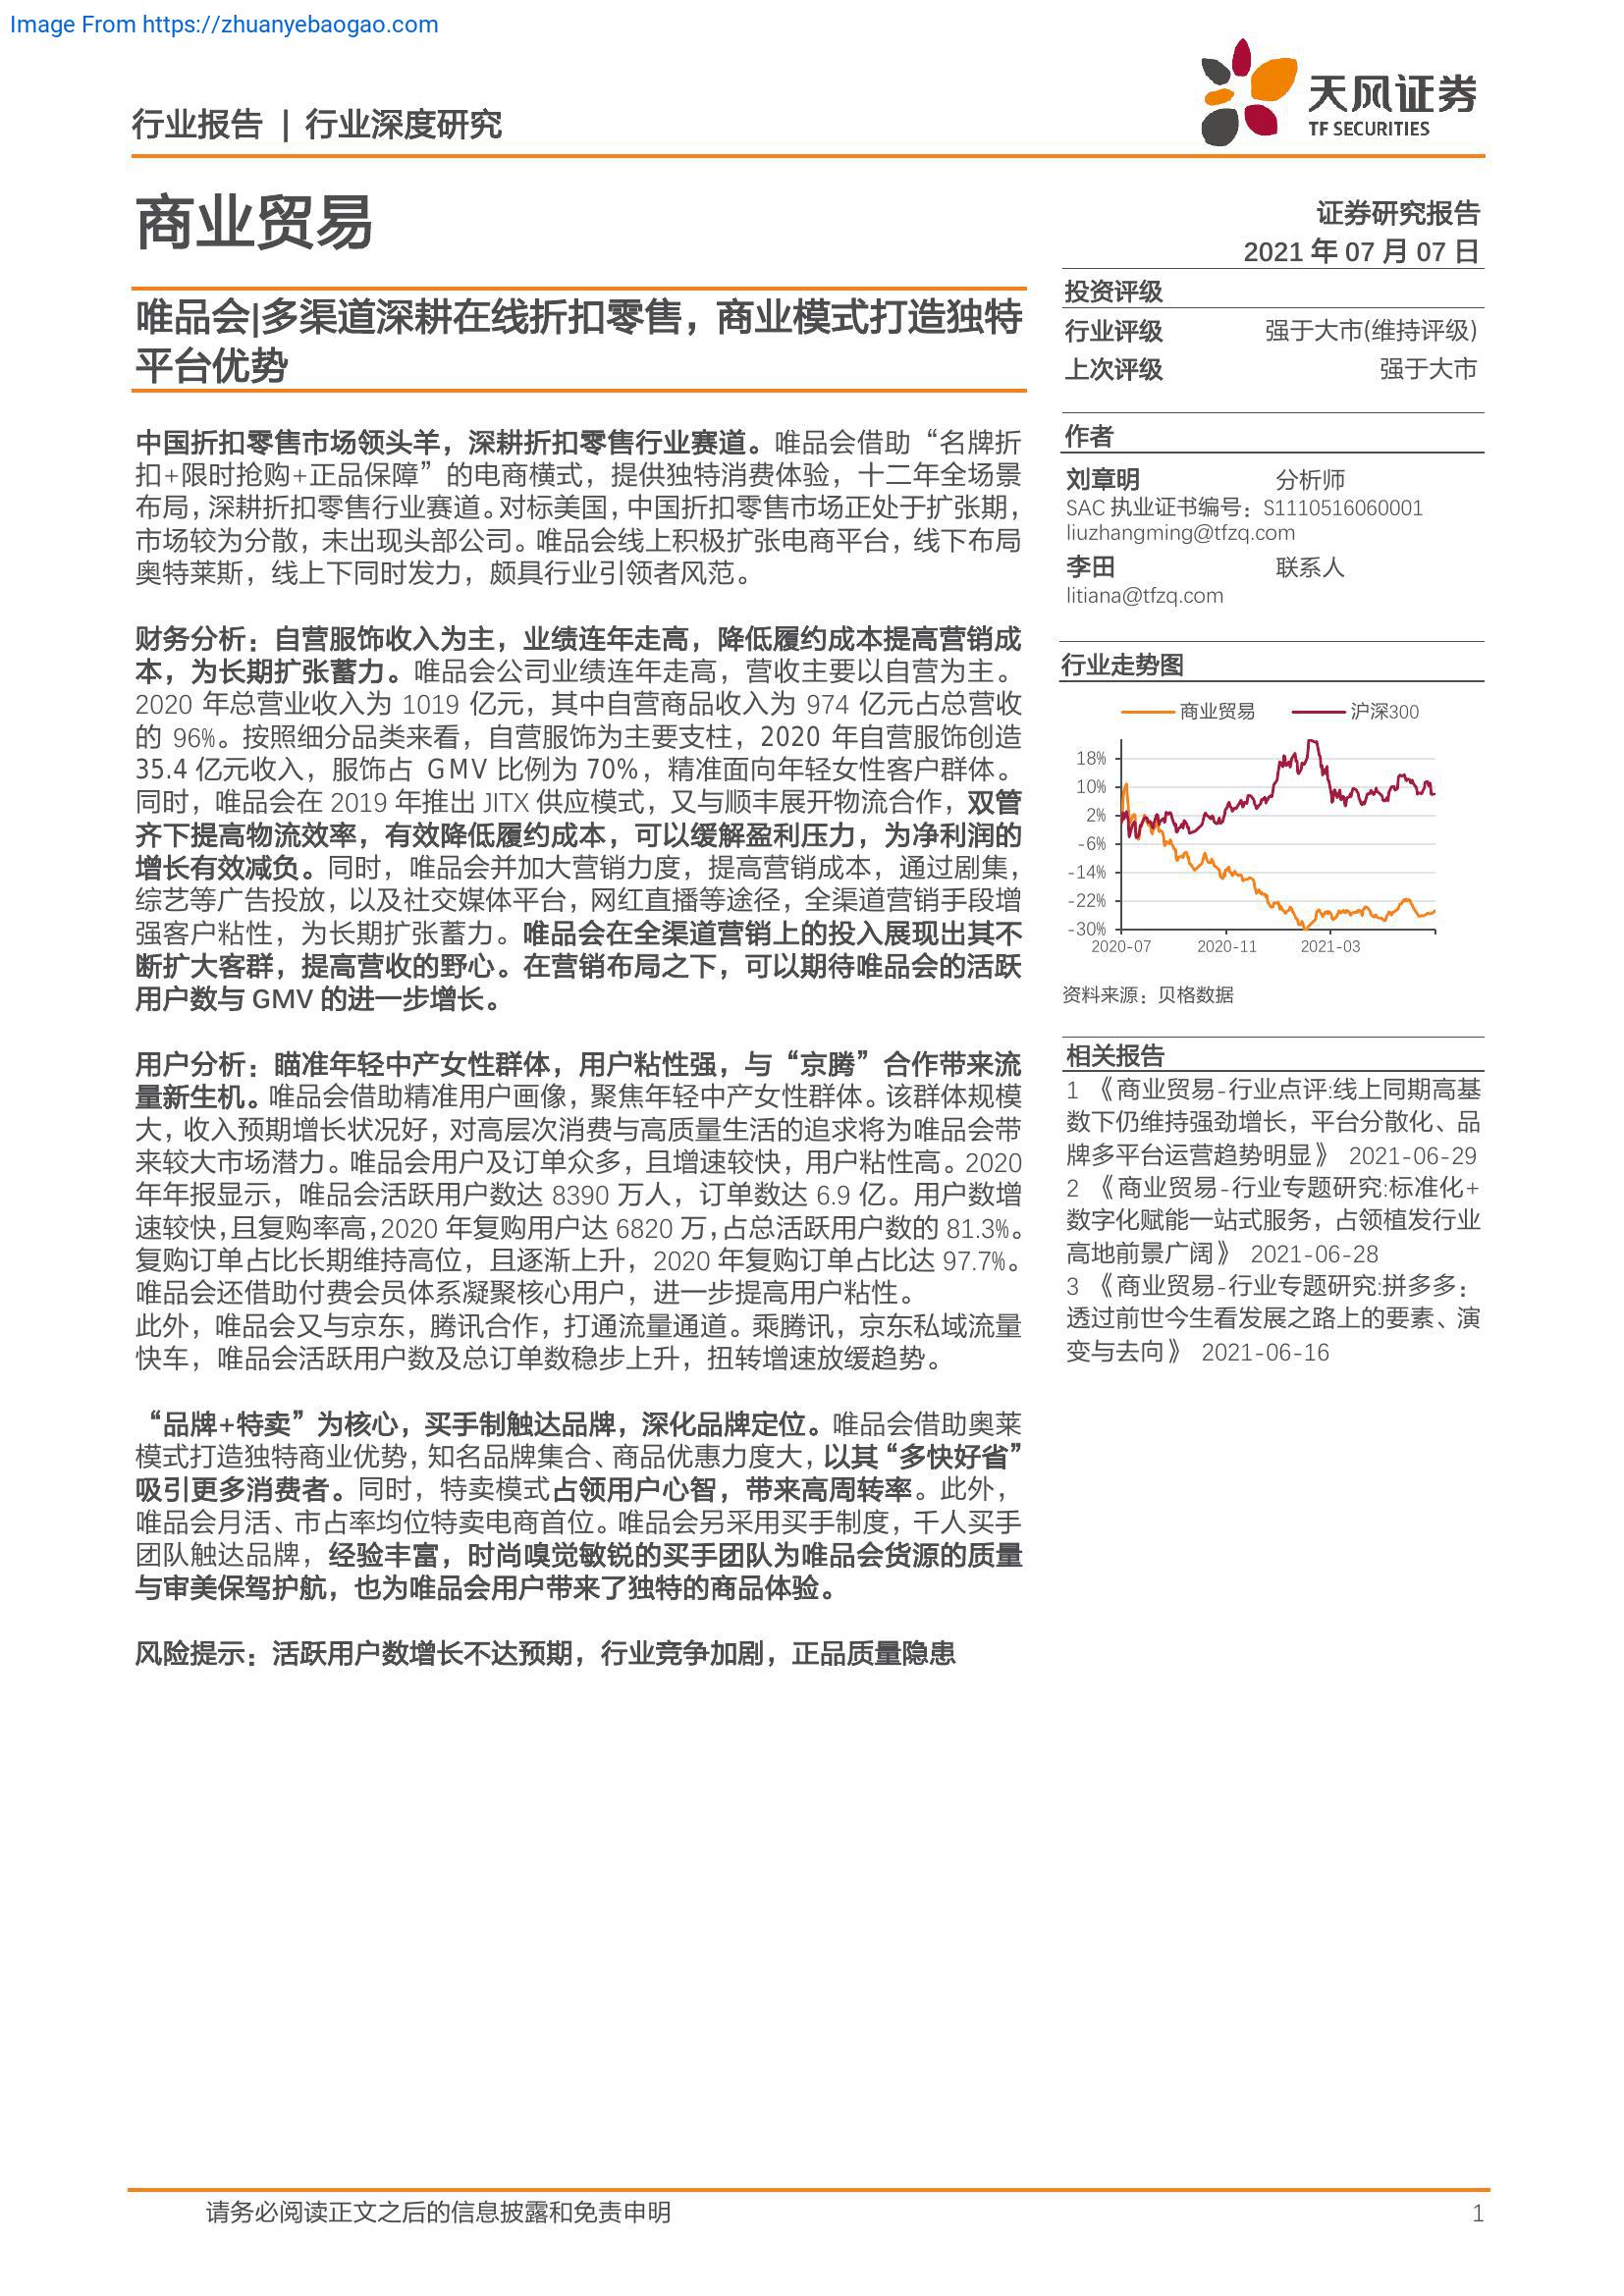 Image From https://zhuanyebaogao.com
行业报告 | 行业深度研究
天风证券
TF SECURITIES
商业贸易
证券研究报告
2021 年 07 月 07 日
唯品会|多渠道深耕在线折扣零售，商业模式打造独特
平台优势
中国折扣零售市场领头羊，深耕折扣零售行业赛道。唯品会借助“名牌折
扣+限时抢购+正品保障”的电商横式，提供独特消费体验，十二年全场景
布局，深耕折扣零售行业赛道。对标美国，中国折扣零售市场正处于扩张期，
市场较为分散，未出现头部公司。唯品会线上积极扩张电商平台，线下布局
奥特莱斯，线上下同时发力，颇具行业引领者风范。
财务分析：自营服饰收入为主，业绩连年走高，降低履约成本提高营销成
本，为长期扩张蓄力。唯品会公司业绩连年走高，营收主要以自营为主。
2020 年总营业收入为 1019 亿元，其中自营商品收入为 974 亿元占总营收
的 96%。按照细分品类来看，自营服饰为主要支柱，2020 年自营服饰创造
35.4 亿元收入，服饰占 GMV 比例为 70%，精准面向年轻女性客户群体。
同时，唯品会在 2019 年推出 JITX 供应模式，又与顺丰展开物流合作，双管
齐下提高物流效率，有效降低履约成本，可以缓解盈利压力，为净利润的
增长有效减负。同时，唯品会并加大营销力度，提高营销成本，通过剧集，
综艺等广告投放，以及社交媒体平台，网红直播等途径，全渠道营销手段增
强客户粘性，为长期扩张蓄力。唯品会在全渠道营销上的投入展现出其不
断扩大客群，提高营收的野心。在营销布局之下，可以期待唯品会的活跃
用户数与 GMV 的进一步增长。
用户分析：瞄准年轻中产女性群体，用户粘性强，与“京腾”合作带来流
量新生机。唯品会借助精准用户画像，聚焦年轻中产女性群体。该群体规模
大，收入预期增长状况好，对高层次消费与高质量生活的追求将为唯品会带
来较大市场潜力。唯品会用户及订单众多，且增速较快，用户粘性高。2020
年年报显示，唯品会活跃用户数达 8390 万人，订单数达 6.9 亿。用户数增
速较快，且复购率高，2020 年复购用户达 6820 万，占总活跃用户数的 81.3%。
复购订单占比长期维持高位，且逐渐上升，2020 年复购订单占比达 97.7%。
唯品会还借助付费会员体系凝聚核心用户，进一步提高用户粘性。
此外，唯品会又与京东，腾讯合作，打通流量通道。乘腾讯，京东私域流量
快车，唯品会活跃用户数及总订单数稳步上升，扭转增速放缓趋势。
“品牌+特卖”为核心，买手制触达品牌，深化品牌定位。唯品会借助奥莱
模式打造独特商业优势，知名品牌集合、商品优惠力度大，以其“多快好省”
吸引更多消费者。同时，特卖模式占领用户心智，带来高周转率。此外，
唯品会月活、市占率均位特卖电商首位。唯品会另采用买手制度，千人买手
团队触达品牌，经验丰富，时尚嗅觉敏锐的买手团队为唯品会货源的质量
与审美保驾护航，也为唯品会用户带来了独特的商品体验。
风险提示：活跃用户数增长不达预期，行业竞争加剧，正品质量隐患
投资评级
行业评级 强于大市(维持评级)
上次评级 强于大市
作者
刘章明 分析师
SAC 执业证书编号：S1110516060001
liuzhangming@tfzq.com
李田 联系人
litiana@tfzq.com
行业走势图
商业贸易 沪深300
18%
10%
2%
-6%
-14%
-22%
-30%
2020-07 2020-11 2021-03
资料来源：贝格数据
相关报告
1 《商业贸易-行业点评:线上同期高基
数下仍维持强劲增长，平台分散化、品
牌多平台运营趋势明显》 2021-06-29
2 《商业贸易-行业专题研究:标准化+
数字化赋能一站式服务，占领植发行业
高地前景广阔》 2021-06-28
3 《商业贸易-行业专题研究:拼多多：
透过前世今生看发展之路上的要素、演
变与去向》 2021-06-16
请务必阅读正文之后的信息披露和免责申明 1